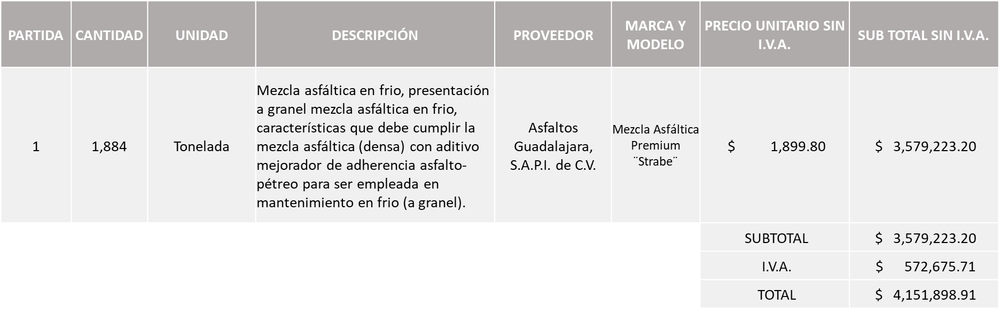 PARTIDA
CANTIDAD
UNIDAD
DESCRIPCIÓN
PROVEEDOR
MARCA Y
MODELO
PRECIO UNITARIO SIN
I.V.A.
SUB TOTAL SIN I.V.A.
1
1,884
Tonelada
Mezcla asfáltica en frio, presentación
a granel mezcla asfáltica en frio,
características que debe cumplir la
mezcla asfáltica (densa) con aditivo
mejorador de adherencia asfalto-
pétreo para ser empleada en
mantenimiento en frio (a granel).
Asfaltos
Guadalajara,
S.A.P.I. de C.V.
Mezcla Asfáltica
Premium
¨Strabe¨
$ 1,899.80
$ 3,579,223.20
SUBTOTAL $ 3,579,223.20
I.V.A. $ 572,675.71
TOTAL $ 4,151,898.91